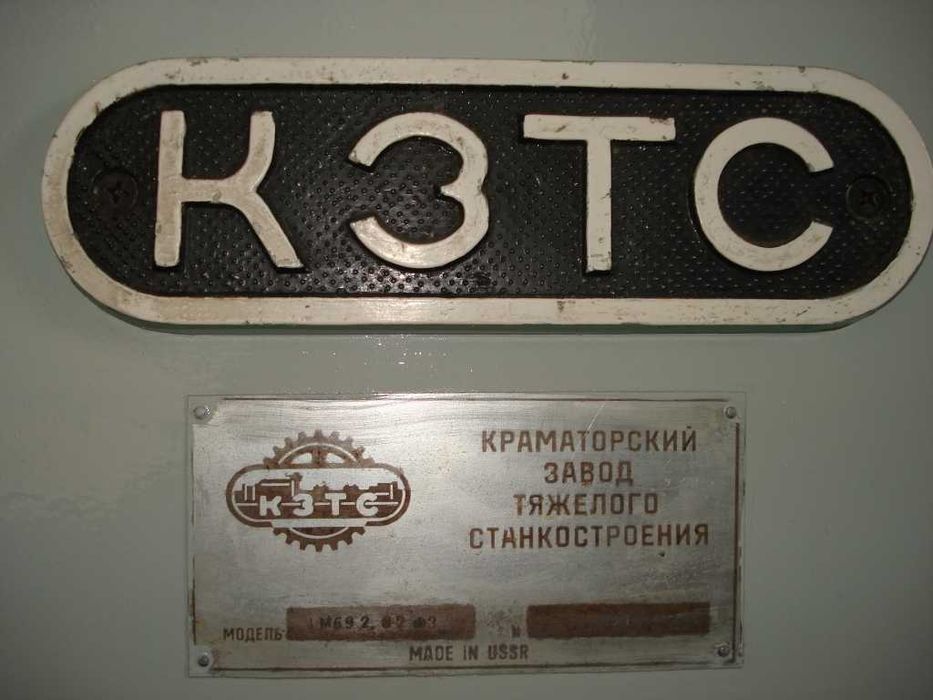 КЗТС
КЗТС
КРАМАТОРСКИЙ
ЗАВОД
ТЯЖЕЛОГО
СТАНКОСТРОЕНИЯ
МОДЕЛЬ
MADE IN USSR